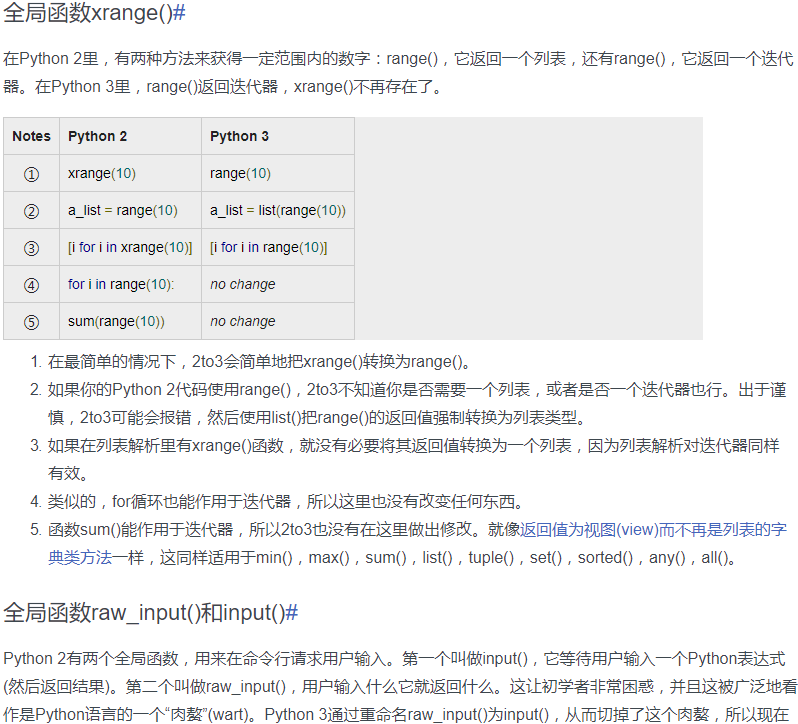 全局函数xrange()#
在Python 2里，有两种方法来获得一定范围内的数字：range()，它返回一个列表，还有range()，它返回一个迭代
器。在Python 3里，range()返回迭代器，xrange()不再存在了。
Notes Python 2 Python 3
① xrange(10) range(10)
② a_list = range(10) a_list = list(range(10))
③ [i for i in xrange(10)] [i for i in range(10)]
④ for i in range(10): no change
⑤ sum(range(10)) no change
1. 在最简单的情况下，2to3会简单地把xrange()转换为range()。
2. 如果你的Python 2代码使用range()，2to3不知道你是否需要一个列表，或者是否一个迭代器也行。出于谨
慎，2to3可能会报错，然后使用list()把range()的返回值强制转换为列表类型。
3. 如果在列表解析里有xrange()函数，就没有必要将其返回值转换为一个列表，因为列表解析对迭代器同样
有效。
4. 类似的，for循环也能作用于迭代器，所以这里也没有改变任何东西。
5. 函数sum()能作用于迭代器，所以2to3也没有在这里做出修改。就像返回值为视图(view)而不再是列表的字
典类方法一样，这同样适用于min()，max()，sum()，list()，tuple()，set()，sorted()，any()，all()。
全局函数raw_input()和input()#
Python 2有两个全局函数，用来在命令行请求用户输入。第一个叫做input()，它等待用户输入一个Python表达式
(然后返回结果)。第二个叫做raw_input()，用户输入什么它就返回什么。这让初学者非常困惑，并且这被广泛地看
作是Python语言的一个“肉赘”(wart)。Python 3通过重命名raw_input()为input()，从而切掉了这个肉赘，所以现在